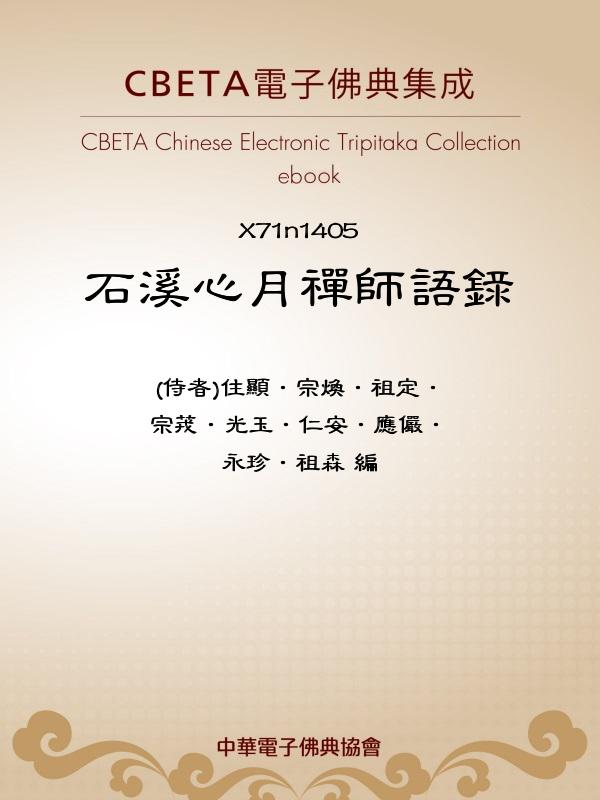 CBETA電子佛典集成
CBETA Chinese Electronic Tripitaka Collection
ebook
X71n1405
石溪心月禪師語錄
(侍者)住顯．宗煥．祖定．
宗茂．光玉．仁安．應儼．
永珍．祖森 編
中華電子佛典協會